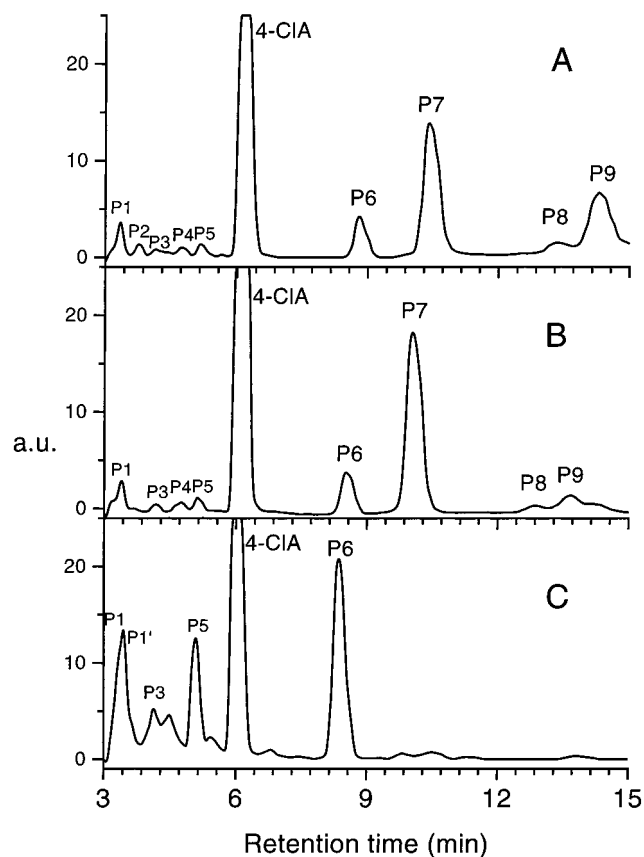 20
10
0
4-ClA
A
P1
P2
P3
P4
P5
P6
P7
P8
P9
20
10
0
4-ClA
B
P1
P3
P4
P5
P6
P7
P8
P9
a.u.
20
10
0
4-ClA
C
P1
P1'
P3
P5
P6
3 6 9 12 15
Retention time (min)